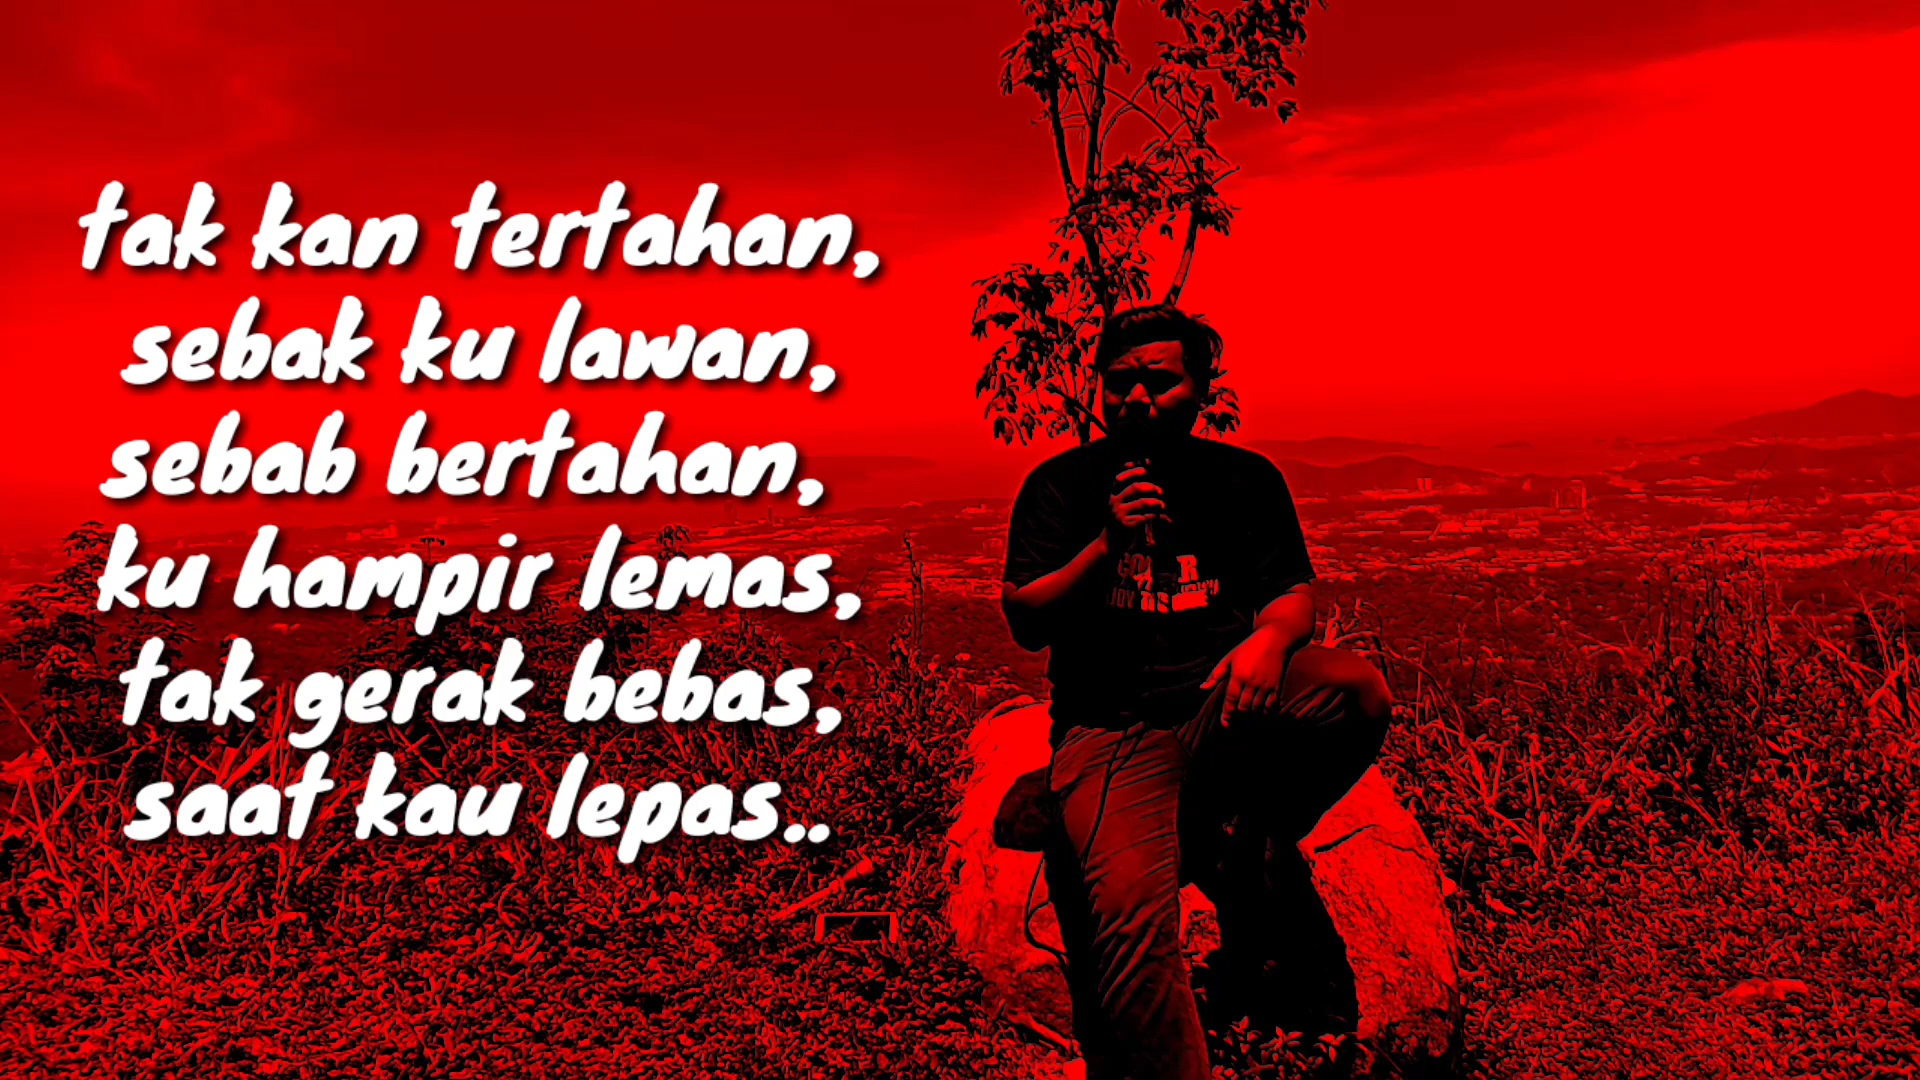 tak kan tertahan,
sebak ku lawan,
sebab bertahan,
ku hampir lemas,
tak gerak bebas,
saat kau lepas..